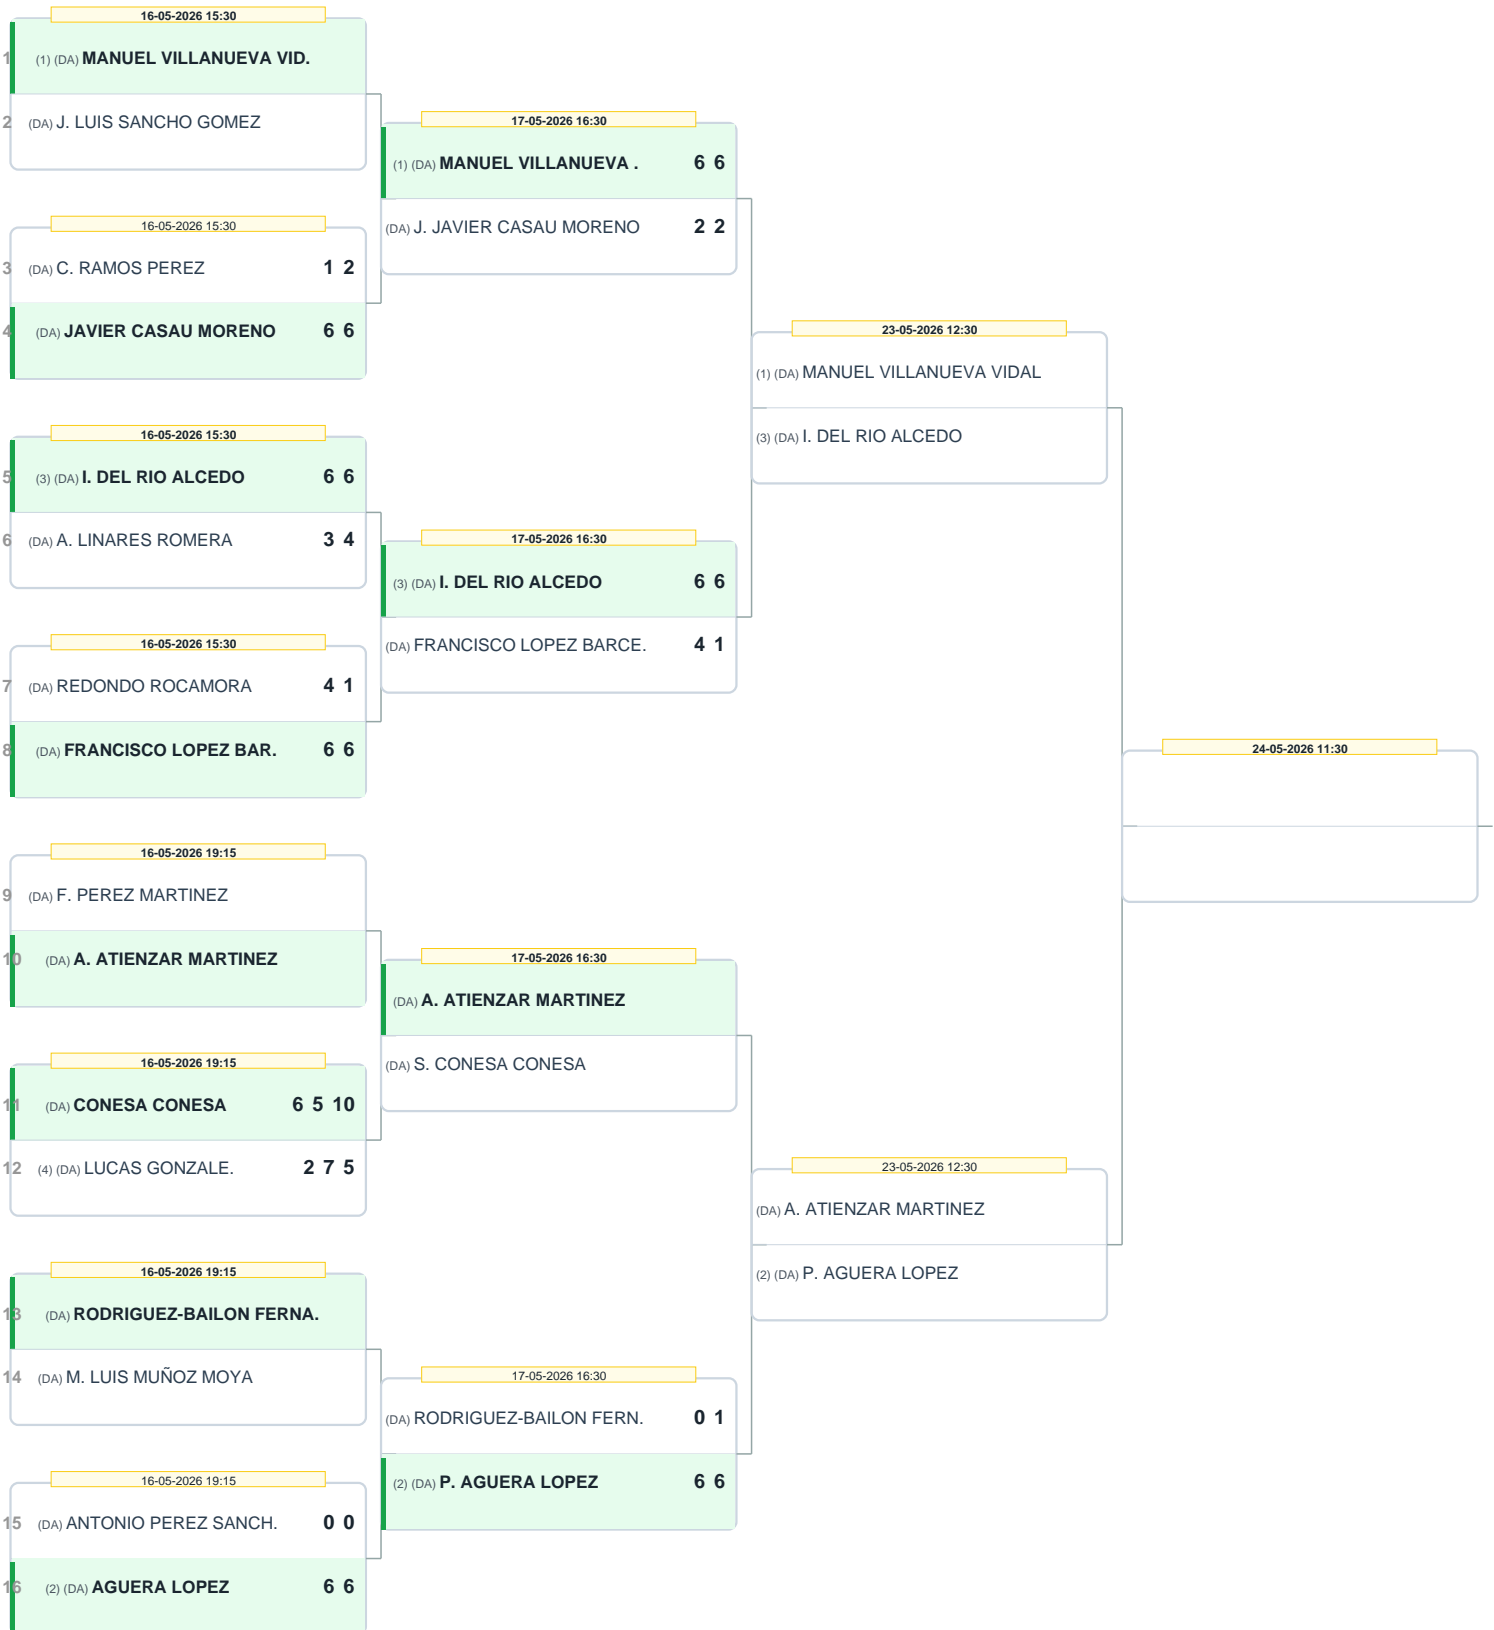 16-05-2026 15:30
1 (1) (DA) MANUEL VILLANUEVA VID.
2 (DA) J. LUIS SANCHO GOMEZ
16-05-2026 15:30
3 (DA) C. RAMOS PEREZ 1 2
4 (DA) JAVIER CASAU MORENO 6 6
16-05-2026 15:30
5 (3) (DA) I. DEL RIO ALCEDO 6 6
6 (DA) A. LINARES ROMERA 3 4
16-05-2026 15:30
7 (DA) REDONDO ROCAMORA 4 1
8 (DA) FRANCISCO LOPEZ BAR. 6 6
16-05-2026 19:15
9 (DA) F. PEREZ MARTINEZ
10 (DA) A. ATIENZAR MARTINEZ
16-05-2026 19:15
11 (DA) CONESA CONESA 6 5 10
12 (4) (DA) LUCAS GONZALE. 2 7 5
16-05-2026 19:15
13 (DA) RODRIGUEZ-BAILON FERNA.
14 (DA) M. LUIS MUÑOZ MOYA
16-05-2026 19:15
15 (DA) ANTONIO PEREZ SANCH. 0 0
16 (2) (DA) AGUERA LOPEZ 6 6
17-05-2026 16:30
(1) (DA) MANUEL VILLANUEVA . 6 6
(DA) J. JAVIER CASAU MORENO 2 2
17-05-2026 16:30
(3) (DA) I. DEL RIO ALCEDO 6 6
(DA) FRANCISCO LOPEZ BARCE. 4 1
17-05-2026 16:30
(DA) A. ATIENZAR MARTINEZ
(DA) S. CONESA CONESA
17-05-2026 16:30
(DA) RODRIGUEZ-BAILON FERN. 0 1
(2) (DA) P. AGUERA LOPEZ 6 6
23-05-2026 12:30
(1) (DA) MANUEL VILLANUEVA VIDAL
(3) (DA) I. DEL RIO ALCEDO
23-05-2026 12:30
(DA) A. ATIENZAR MARTINEZ
(2) (DA) P. AGUERA LOPEZ
24-05-2026 11:30